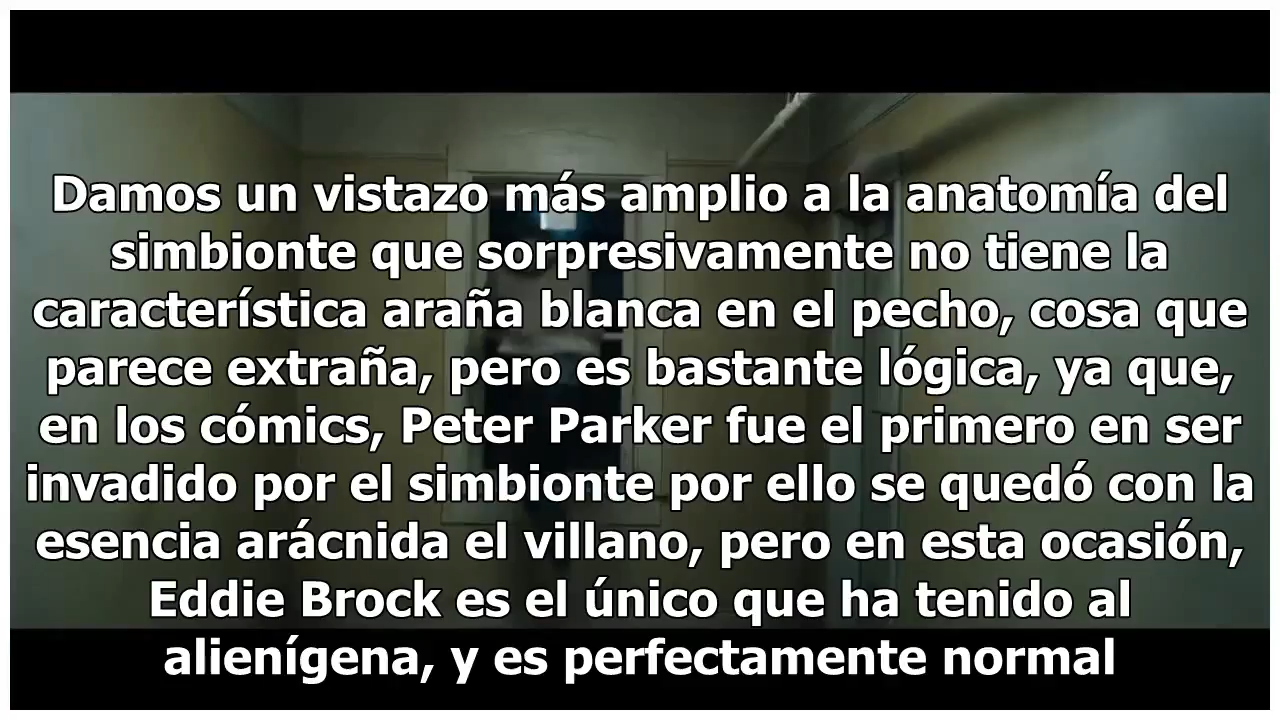 Damos un vistazo más amplio a la anatomía del
simbionte que sorpresivamente no tiene la
característica araña blanca en el pecho, cosa que
parece extraña, pero es bastante lógica, ya que,
en los cómics, Peter Parker fue el primero en ser
invadido por el simbionte por ello se quedó con la
esencia arácnida el villano, pero en esta ocasión,
Eddie Brock es el único que ha tenido al
alienígena, y es perfectamente normal